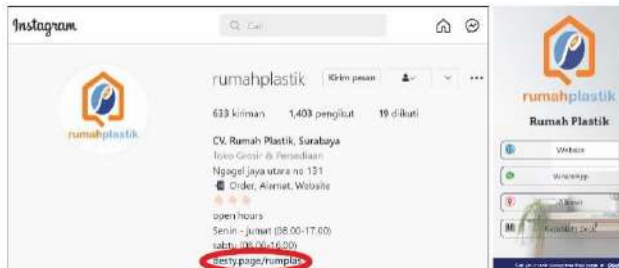 Instagram
Cari
rumahplastik
rumahplastik Kirim pesan
633 kiriman 1,403 pengikut 19 diikuti
CV. Rumah Plastik, Surabaya
Toko Grosir & Persediaan
Ngagel jaya utara no 131
Order, Alamat, Website
open hours
Senin - jumat (08.00-17.00)
sabtu (08.00-16.00)
desty.page/rumplas
rumahplastik
Rumah Plastik
Website
WhatsApp
Alamat